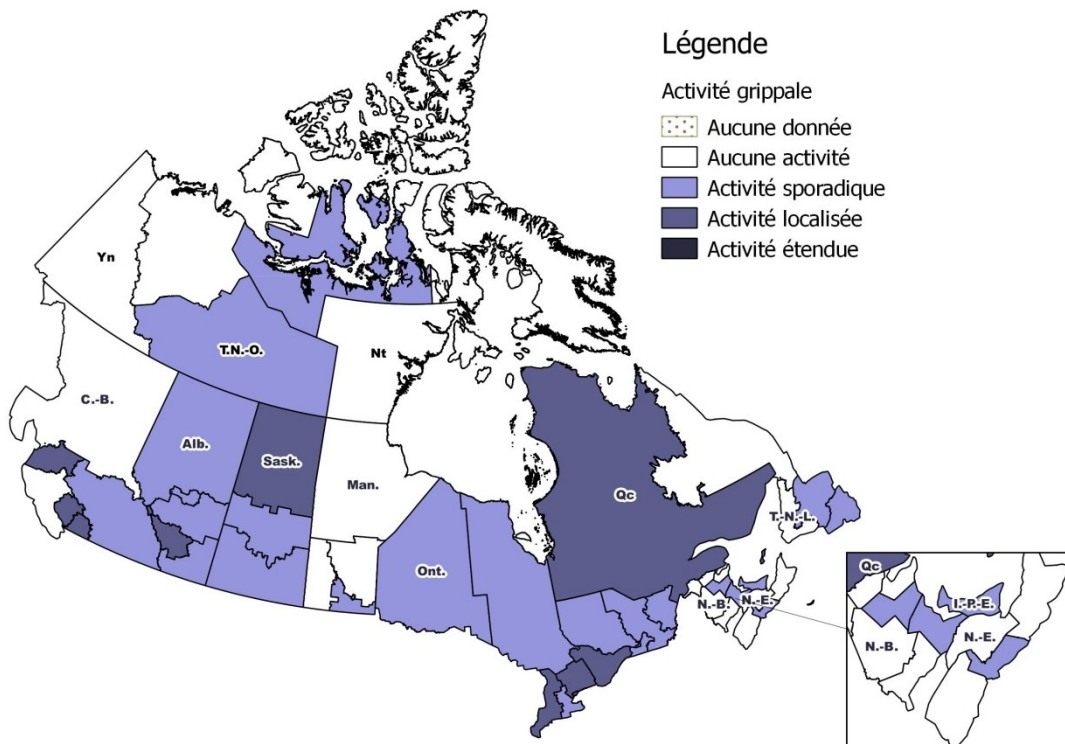 Légende
Activité grippale
Aucune donnée
Aucune activité
Activité sporadique
Activité localisée
Activité étendue
Yn
T.N.-O.
Nt
C.-B.
Alb.
Sask.
Man.
Qc
Ont.
T.-N.-L.
N.-B.
N.-E.
Qc
I.-P.-E.
N.-E.
N.-B.